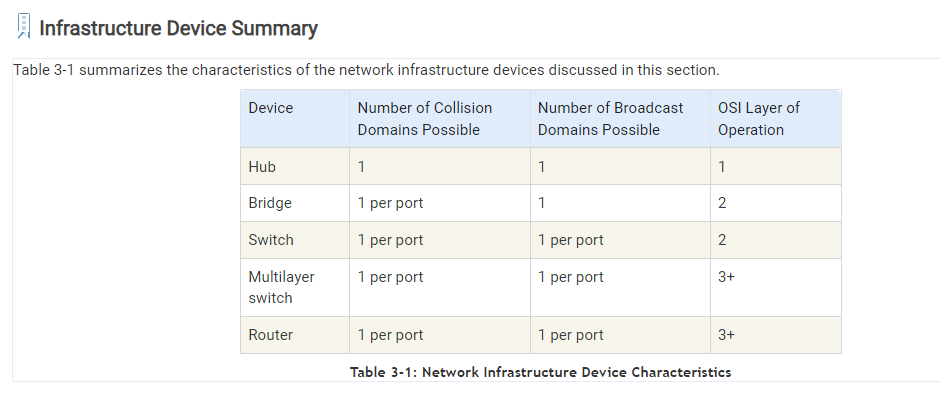 Infrastructure Device Summary
Table 3-1 summarizes the characteristics of the network infrastructure devices discussed in this section.
Device Number of Collision Domains Possible Number of Broadcast Domains Possible OSI Layer of Operation
Hub 1 1 1
Bridge 1 per port 1 2
Switch 1 per port 1 per port 2
Multilayer switch 1 per port 1 per port 3+
Router 1 per port 1 per port 3+
Table 3-1: Network Infrastructure Device Characteristics